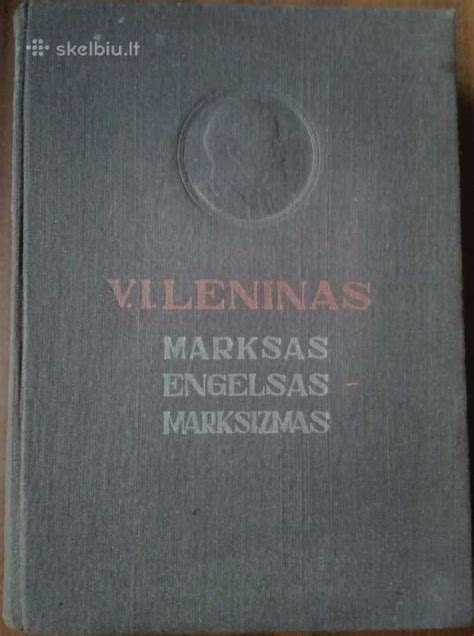 skelbiu.lt
V. I. LENINAS
MARKSAS
ENGELSAS
MARKSIZMAS